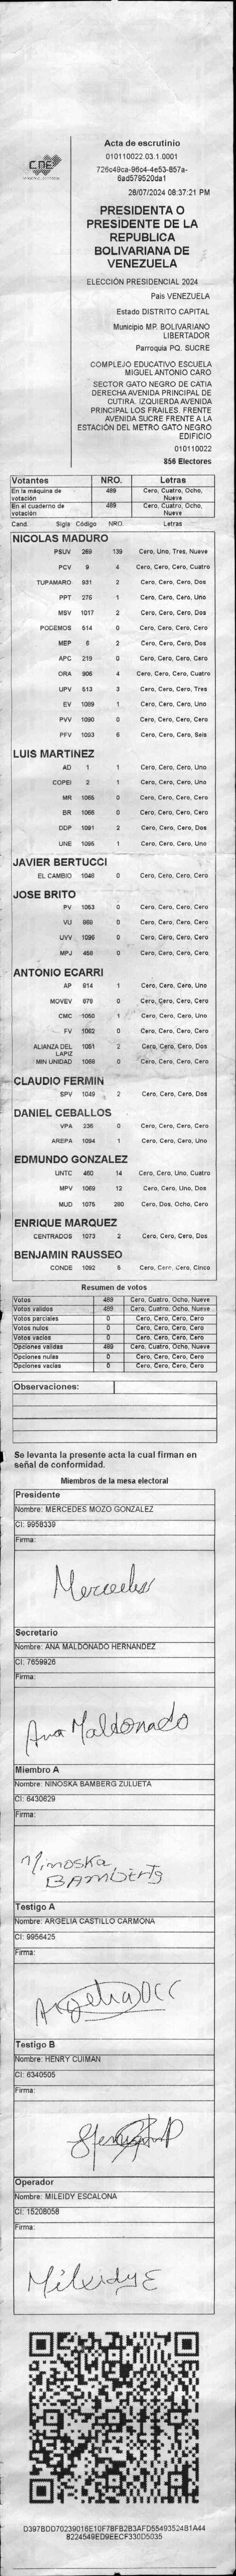 CNE
Acta de escrutinio
010110022.03.1.0001
726c49ca-96c4-4e53-857a-
6ad579520da1
28/07/2024 08:37:21 PM
PRESIDENTA O
PRESIDENTE DE LA
REPUBLICA
BOLIVARIANA DE
VENEZUELA
ELECCIÓN PRESIDENCIAL 2024
País VENEZUELA
Estado DISTRITO CAPITAL
Municipio MP. BOLIVARIANO
LIBERTADOR
Parroquia PQ. SUCRE
COMPLEJO EDUCATIVO ESCUELA
MIGUEL ANTONIO CARO
SECTOR GATO NEGRO DE CATIA
DERECHA AVENIDA PRINCIPAL DE
CUTIRA. IZQUIERDA AVENIDA
PRINCIPAL LOS FRAILES. FRENTE
AVENIDA SUCRE FRENTE A LA
ESTACIÓN DEL METRO GATO NEGRO
EDIFICIO
010110022
856 Electores
Votantes NRO. Letras
En la máquina de votación 489 Cero, Cuatro, Ocho, Nueve
En el cuaderno de votación 489 Cero, Cuatro, Ocho, Nueve
Cand. Sigla Código NRO. Letras
NICOLAS MADURO
PSUV 269 139 Cero, Uno, Tres, Nueve
PCV 9 4 Cero, Cero, Cero, Cuatro
TUPAMARO 931 2 Cero, Cero, Cero, Dos
PPT 276 1 Cero, Cero, Cero, Uno
MSV 1017 2 Cero, Cero, Cero, Dos
PODEMOS 514 0 Cero, Cero, Cero, Cero
MEP 6 2 Cero, Cero, Cero, Dos
APC 219 0 Cero, Cero, Cero, Cero
ORA 906 4 Cero, Cero, Cero, Cuatro
UPV 513 3 Cero, Cero, Cero, Tres
EV 1089 1 Cero, Cero, Cero, Uno
PVV 1090 0 Cero, Cero, Cero, Cero
PFV 1093 6 Cero, Cero, Cero, Seis
LUIS MARTINEZ
AD 1 1 Cero, Cero, Cero, Uno
COPEI 2 1 Cero, Cero, Cero, Uno
MR 1065 0 Cero, Cero, Cero, Cero
BR 1066 0 Cero, Cero, Cero, Cero
DDP 1091 2 Cero, Cero, Cero, Dos
UNE 1095 1 Cero, Cero, Cero, Uno
JAVIER BERTUCCI
EL CAMBIO 1048 0 Cero, Cero, Cero, Cero
JOSE BRITO
PV 1053 0 Cero, Cero, Cero, Cero
VU 969 0 Cero, Cero, Cero, Cero
UVV 1096 0 Cero, Cero, Cero, Cero
MPJ 458 0 Cero, Cero, Cero, Cero
ANTONIO ECARRI
AP 914 1 Cero, Cero, Cero, Uno
MOVEV 979 0 Cero, Cero, Cero, Cero
CMC 1050 1 Cero, Cero, Cero, Uno
FV 1062 0 Cero, Cero, Cero, Cero
ALIANZA DEL LAPIZ 1051 2 Cero, Cero, Cero, Dos
MIN UNIDAD 1068 0 Cero, Cero, Cero, Cero
CLAUDIO FERMIN
SPV 1049 2 Cero, Cero, Cero, Dos
DANIEL CEBALLOS
VPA 236 0 Cero, Cero, Cero, Cero
AREPA 1094 1 Cero, Cero, Cero, Uno
EDMUNDO GONZALEZ
UNTC 460 14 Cero, Cero, Uno, Cuatro
MPV 1069 12 Cero, Cero, Uno, Dos
MUD 1075 280 Cero, Dos, Ocho, Cero
ENRIQUE MARQUEZ
CENTRADOS 1073 2 Cero, Cero, Cero, Dos
BENJAMIN RAUSSEO
CONDE 1092 5 Cero, Cero, Cero, Cinco
Resumen de votos
Votos 489 Cero, Cuatro, Ocho, Nueve
Votos validos 489 Cero, Cuatro, Ocho, Nueve
Votos parciales 0 Cero, Cero, Cero, Cero
Votos nulos 0 Cero, Cero, Cero, Cero
Votos vacios 0 Cero, Cero, Cero, Cero
Opciones validas 489 Cero, Cuatro, Ocho, Nueve
Opciones nulas 0 Cero, Cero, Cero, Cero
Opciones vacias 0 Cero, Cero, Cero, Cero
Observaciones:
Se levanta la presente acta la cual firman en
señal de conformidad.
Miembros de la mesa electoral
Presidente
Nombre: MERCEDES MOZO GONZALEZ
CI: 9958339
Firma:
Mercedes
Secretario
Nombre: ANA MALDONADO HERNANDEZ
CI: 7659926
Firma:
Ana Maldonado
Miembro A
Nombre: NINOSKA BAMBERG ZULUETA
CI: 6430629
Firma:
Ninoska
BAmbertg
Testigo A
Nombre: ARGELIA CASTILLO CARMONA
CI: 9956425
Firma:
Argelia DCC
Testigo B
Nombre: HENRY CUIMAN
CI: 6340505
Firma:
Operador
Nombre: MILEIDY ESCALONA
CI: 15208058
Firma:
Mileidy E
D397BDD70239016E10F7BFB2B3AFD55493524B1A44
8224549ED9EECF330D5035